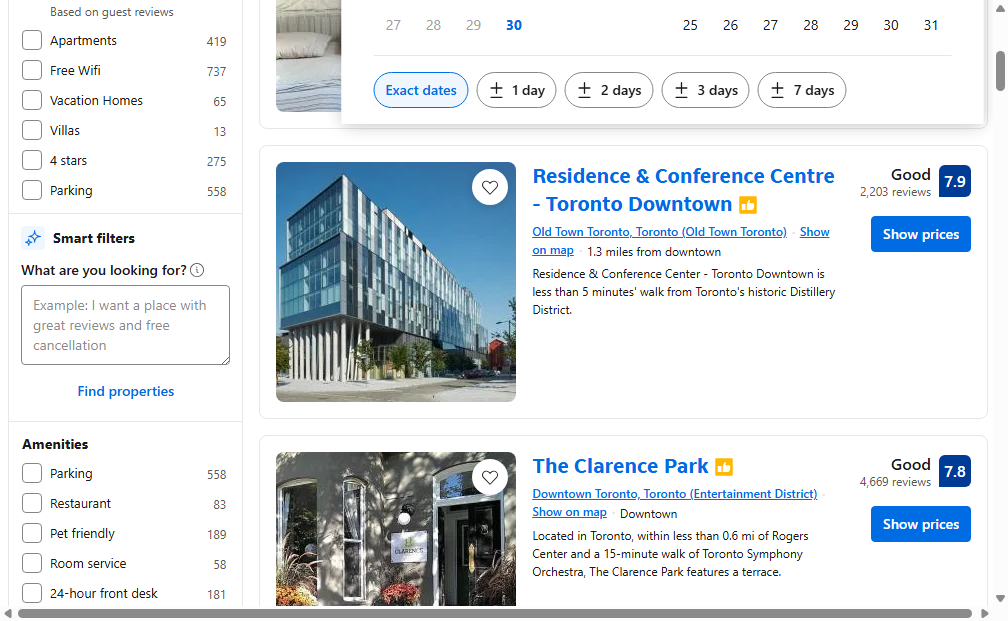 Based on guest reviews
Apartments 419
Free Wifi 737
Vacation Homes 65
Villas 13
4 stars 275
Parking 558
Smart filters
What are you looking for?
Example: I want a place with
great reviews and free
cancellation
Find properties
Amenities
Parking 558
Restaurant 83
Pet friendly 189
Room service 58
24-hour front desk 181
27 28 29 30 25 26 27 28 29 30 31
Exact dates ± 1 day ± 2 days ± 3 days ± 7 days
Residence & Conference Centre
- Toronto Downtown
Old Town Toronto, Toronto (Old Town Toronto) · Show
on map · 1.3 miles from downtown
Residence & Conference Center - Toronto Downtown is
less than 5 minutes' walk from Toronto's historic Distillery
District.
Good 7.9
2,203 reviews
Show prices
CLARENCE
The Clarence Park
Downtown Toronto, Toronto (Entertainment District) ·
Show on map · Downtown
Located in Toronto, within less than 0.6 mi of Rogers
Center and a 15-minute walk of Toronto Symphony
Orchestra, The Clarence Park features a terrace.
Good 7.8
4,669 reviews
Show prices